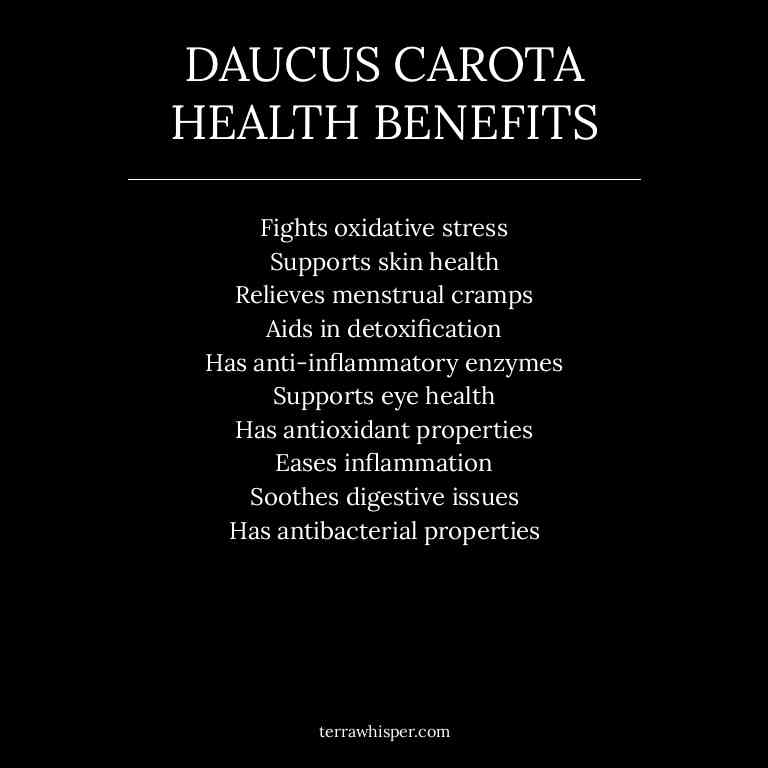 DAUCUS CAROTA
HEALTH BENEFITS
Fights oxidative stress
Supports skin health
Relieves menstrual cramps
Aids in detoxification
Has anti-inflammatory enzymes
Supports eye health
Has antioxidant properties
Eases inflammation
Soothes digestive issues
Has antibacterial properties
terrawhisper.com